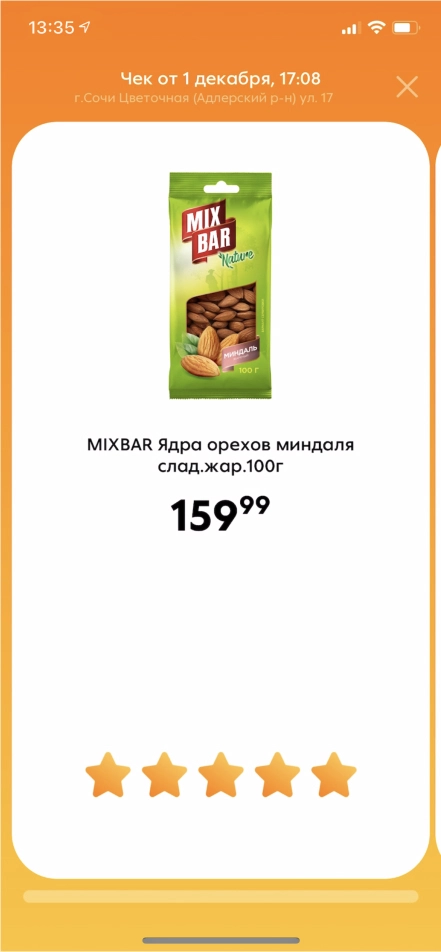 13:35
Чек от 1 декабря, 17:08
г.Сочи Цветочная (Адлерский р-н) ул. 17
MIX
BAR
Nature
МИНДАЛЬ
100 Г
MIXBAR Ядра орехов миндаля
слад.жар.100г
159⁹⁹